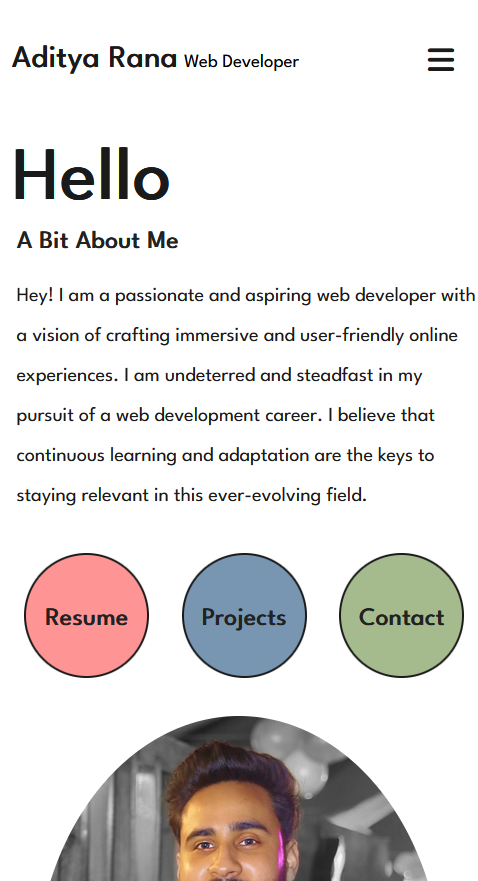 Aditya Rana Web Developer
Hello
A Bit About Me
Hey! I am a passionate and aspiring web developer with
a vision of crafting immersive and user-friendly online
experiences. I am undeterred and steadfast in my
pursuit of a web development career. I believe that
continuous learning and adaptation are the keys to
staying relevant in this ever-evolving field.
Resume Projects Contact